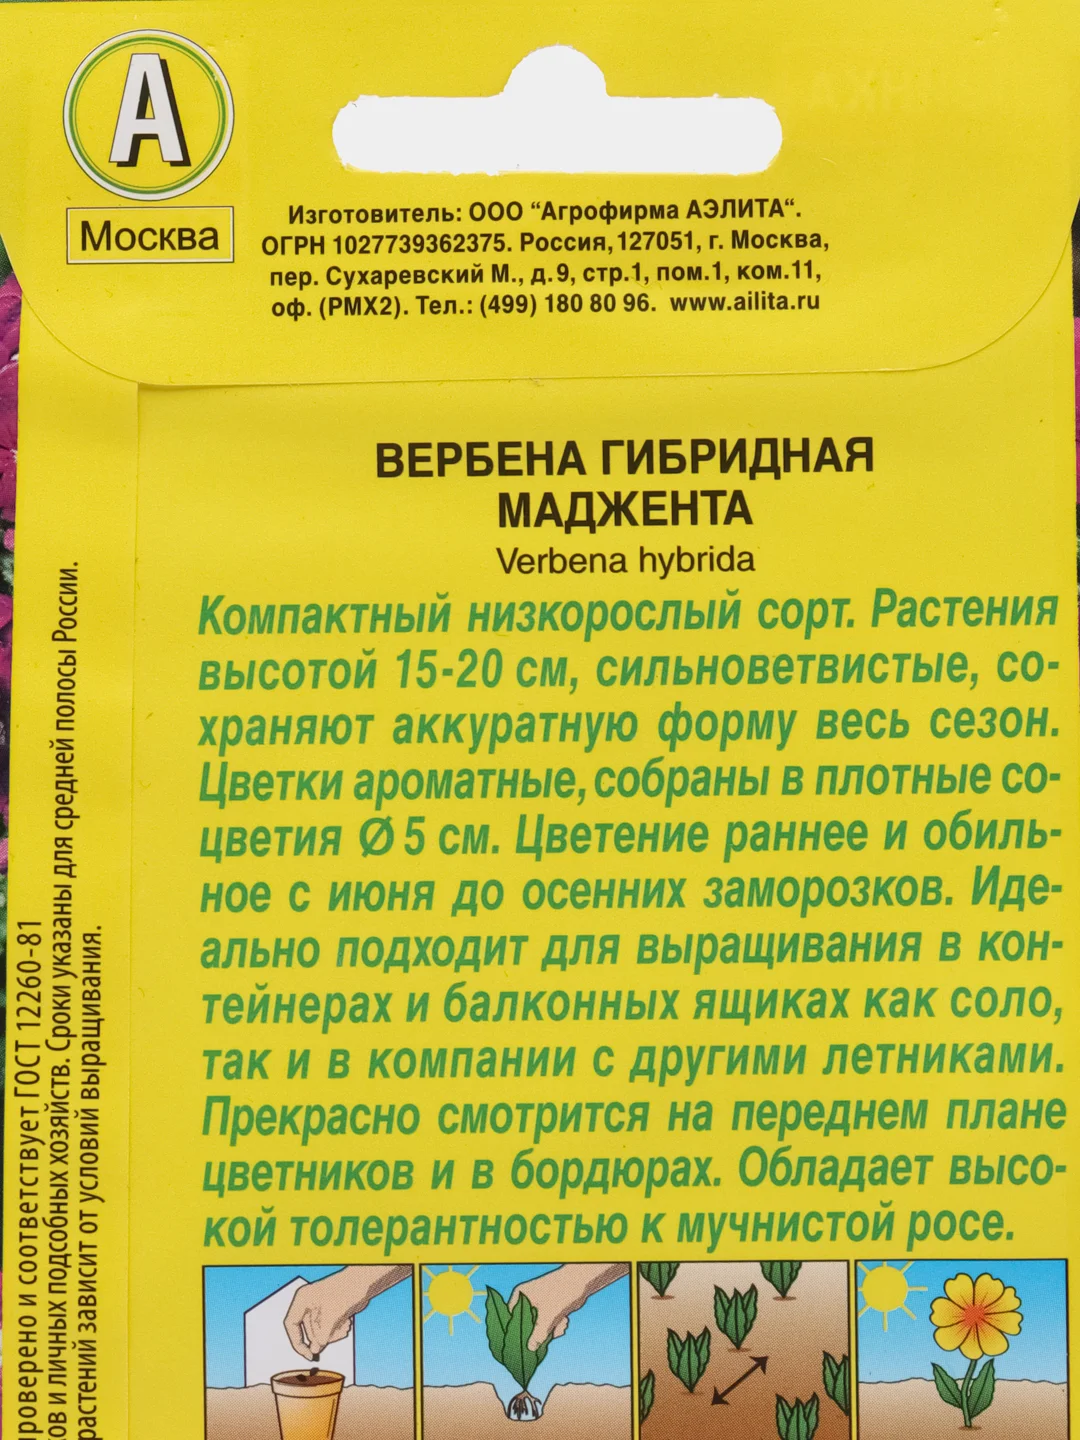 А
Москва
Изготовитель: ООО “Агрофирма АЭЛИТА“.
ОГРН 1027739362375. Россия, 127051, г. Москва,
пер. Сухаревский М., д. 9, стр.1, пом.1, ком.11,
оф. (РМХ2). Тел.: (499) 180 80 96. www.ailita.ru
ВЕРБЕНА ГИБРИДНАЯ
МАДЖЕНТА
Verbena hybrida
Компактный низкорослый сорт. Растения
высотой 15-20 см, сильноветвистые, со-
храняют аккуратную форму весь сезон.
Цветки ароматные, собраны в плотные со-
цветия Ø 5 см. Цветение раннее и обиль-
ное с июня до осенних заморозков. Иде-
ально подходит для выращивания в кон-
тейнерах и балконных ящиках как соло,
так и в компании с другими летниками.
Прекрасно смотрится на переднем плане
цветников и в бордюрах. Обладает высо-
кой толерантностью к мучнистой росе.
и соответствует ГОСТ 12260-81
и личных подсобных хозяйств. Сроки указаны для средней полосы России.
растений зависит от условий выращивания.